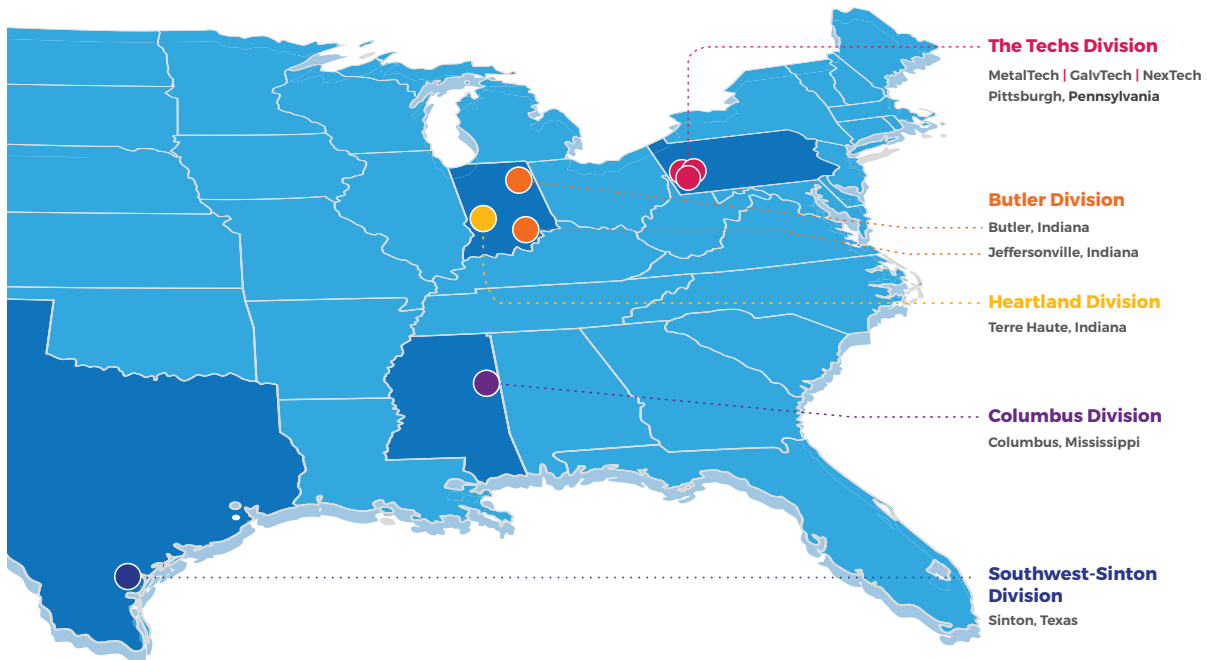 The Techs Division
MetalTech | GalvTech | NexTech
Pittsburgh, Pennsylvania
Butler Division
Butler, Indiana
Jeffersonville, Indiana
Heartland Division
Terre Haute, Indiana
Columbus Division
Columbus, Mississippi
Southwest-Sinton
Division
Sinton, Texas